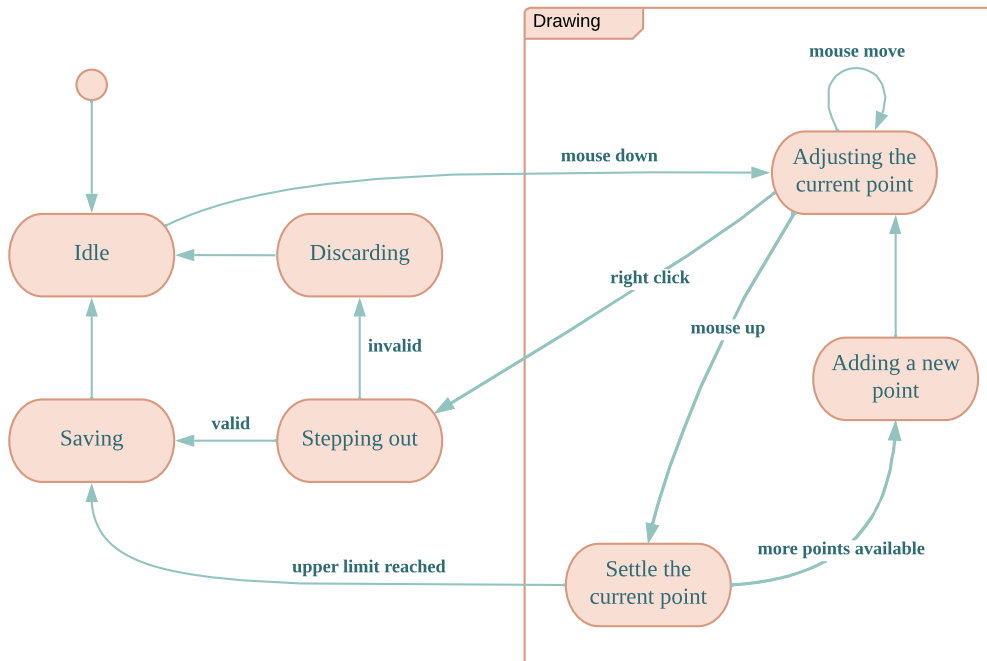 Drawing
mouse move
mouse down
Adjusting the
current point
Idle
Discarding
right click
mouse up
invalid
Adding a new
point
valid
Saving
Stepping out
more points available
upper limit reached
Settle the
current point